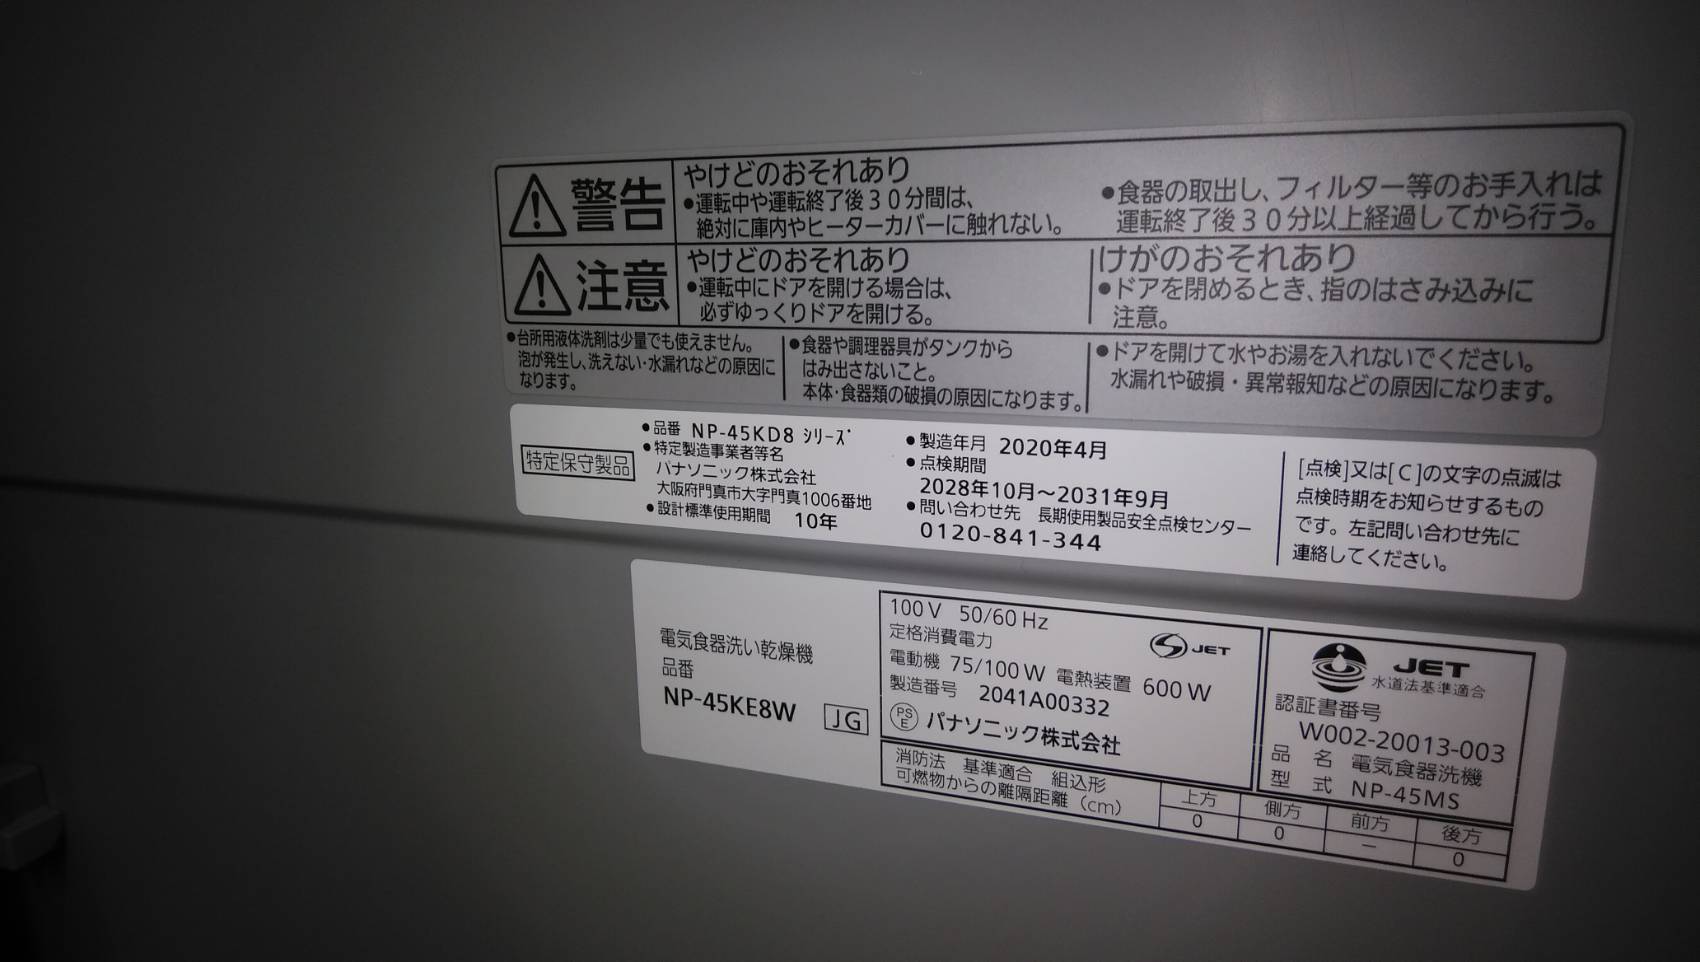 警告
やけどのおそれあり
●運転中や運転終了後30分間は、
絶対に庫内やヒーターカバーに触れない。
●食器の取出し、フィルター等のお手入れは
運転終了後30分以上経過してから行う。
注意
やけどのおそれあり
●運転中にドアを開ける場合は、
必ずゆっくりドアを開ける。
けがのおそれあり
●ドアを閉めるとき、指のはさみ込みに
注意。
●台所用液体洗剤は少量でも使えません。
泡が発生し、洗えない・水漏れなどの原因に
なります。
●食器や調理器具がタンクから
はみ出さないこと。
本体・食器類の破損の原因になります。
●ドアを開けて水やお湯を入れないでください。
水漏れや破損・異常報知などの原因になります。
特定保守製品
●品番 NP-45KD8 シリーズ
●特定製造事業者等名
パナソニック株式会社
大阪府門真市大字門真1006番地
●設計標準使用期間 10年
●製造年月 2020年4月
●点検期間
2028年10月～2031年9月
●問い合わせ先 長期使用製品安全点検センター
0120-841-344
[点検]又は[C]の文字の点滅は
点検時期をお知らせするもの
です。左記問い合わせ先に
連絡してください。
電気食器洗い乾燥機
品番
NP-45KE8W JG
100V 50/60Hz
定格消費電力
電動機 75/100W 電熱装置 600W
製造番号 2041A00332
PSE パナソニック株式会社
JET
消防法 基準適合 組込形
可燃物からの離隔距離(cm)
上方 側方 前方 後方
0 0 － 0
JET
水道法基準適合
認証書番号
W002-20013-003
品名 電気食器洗機
型式 NP-45MS